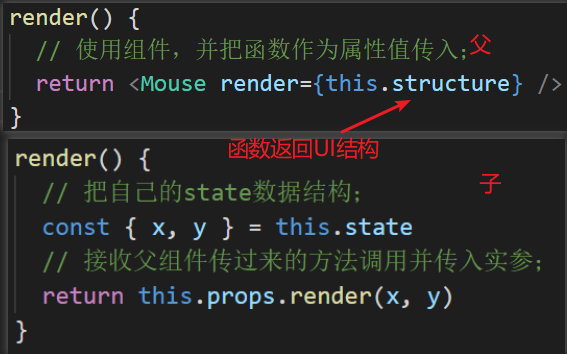 render() {
// 使用组件，并把函数作为属性值传入; 父
return <Mouse render={this.structure} />
}
函数返回UI结构
render() {
子
// 把自己的state数据结构；
const { x, y } = this.state
// 接收父组件传过来的方法调用并传入实参；
return this.props.render(x, y)
}